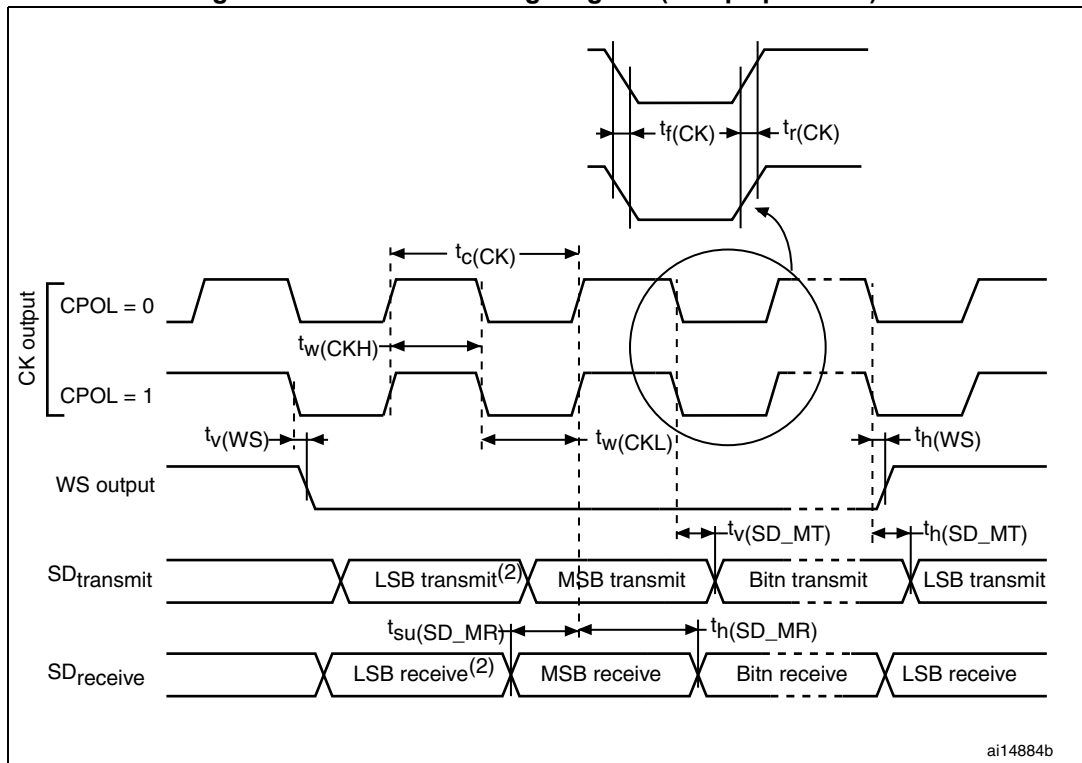 tf(CK)
tr(CK)
tc(CK)
CK output
CPOL = 0
tw(CKH)
CPOL = 1
tv(WS)
tw(CKL)
th(WS)
WS output
tv(SD_MT)
th(SD_MT)
SDtransmit
LSB transmit(2)
MSB transmit
Bitn transmit
LSB transmit
tsu(SD_MR)
th(SD_MR)
SDreceive
LSB receive(2)
MSB receive
Bitn receive
LSB receive
ai14884b